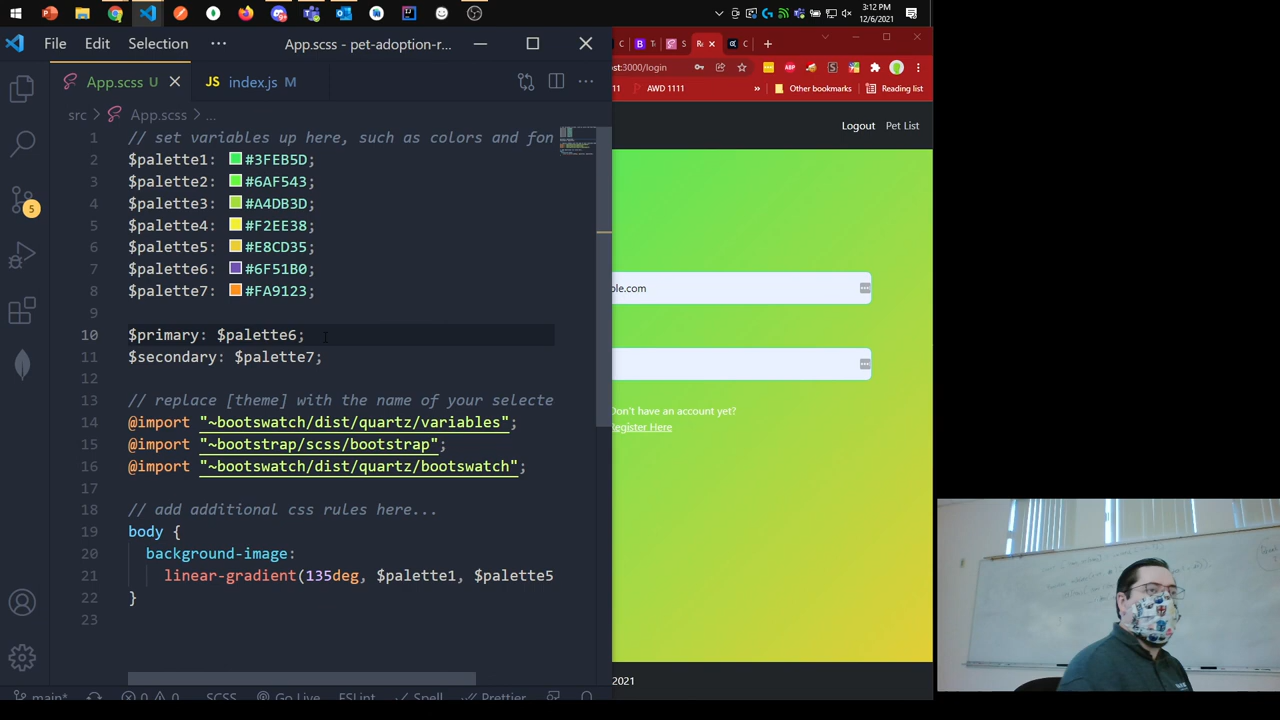 3:12 PM
12/6/2021
File Edit Selection ··· App.scss - pet-adoption-r...
App.scss U
JS index.js M
src > App.scss > ...
1 // set variables up here, such as colors and fon
2 $palette1: #3FEB5D;
3 $palette2: #6AF543;
4 $palette3: #A4DB3D;
5 $palette4: #F2EE38;
6 $palette5: #E8CD35;
7 $palette6: #6F51B0;
8 $palette7: #FA9123;
9
10 $primary: $palette6;
11 $secondary: $palette7;
12
13 // replace [theme] with the name of your selecte
14 @import "~bootswatch/dist/quartz/variables";
15 @import "~bootstrap/scss/bootstrap";
16 @import "~bootswatch/dist/quartz/bootswatch";
17
18 // add additional css rules here...
19 body {
20 background-image:
21 linear-gradient(135deg, $palette1, $palette5
22 }
23
5
main* 0 0 SCSS Go Live ESLint Spell Prettier
st:3000/login
11 AWD 1111 » Other bookmarks Reading list
Logout Pet List
ole.com
Don't have an account yet?
Register Here
2021